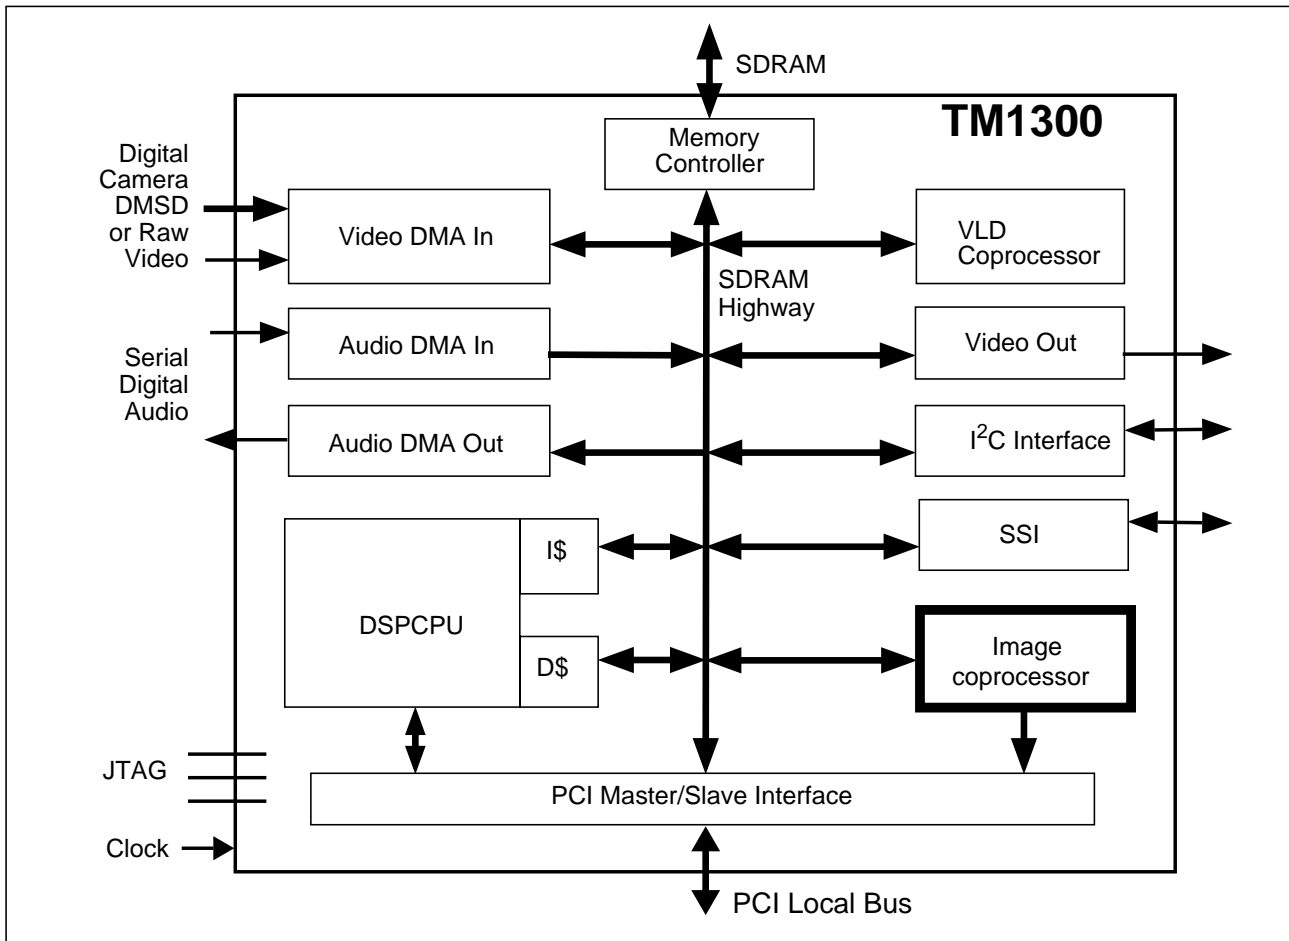 SDRAM
TM1300
Memory
Controller
Digital
Camera
DMSD
or Raw
Video
Video DMA In
VLD
Coprocessor
SDRAM
Highway
Audio DMA In
Video Out
Serial
Digital
Audio
Audio DMA Out
I²C Interface
I$
SSI
DSPCPU
D$
Image
coprocessor
JTAG
PCI Master/Slave Interface
Clock
PCI Local Bus